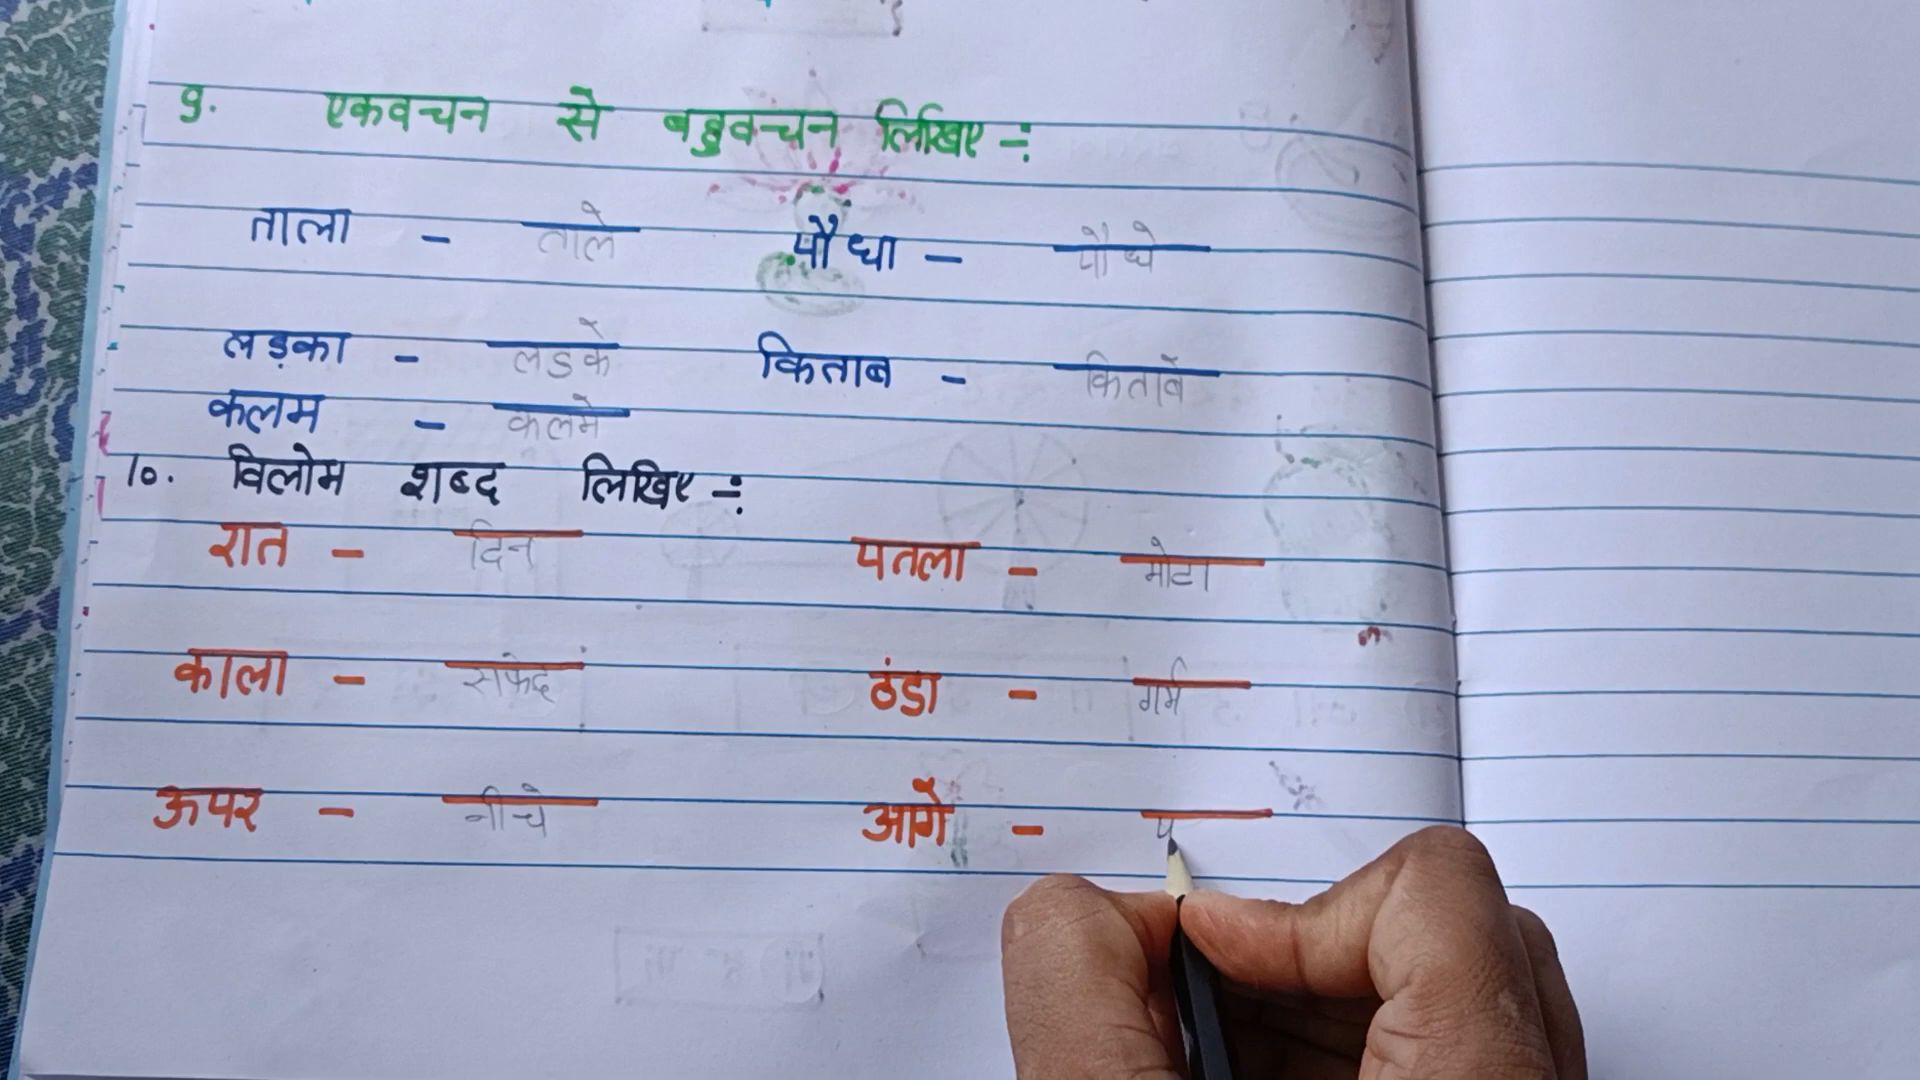 9. एकवचन से बहुवचन लिखिए -:
ताला - ताले पौधा - पौधे
लड़का - लडके किताब - किताबें
कलम - कलमे
10. विलोम शब्द लिखिए -:
रात - दिन पतला - मोटा
काला - सफेद ठंडा - गर्म
ऊपर - नीचे आगे - प